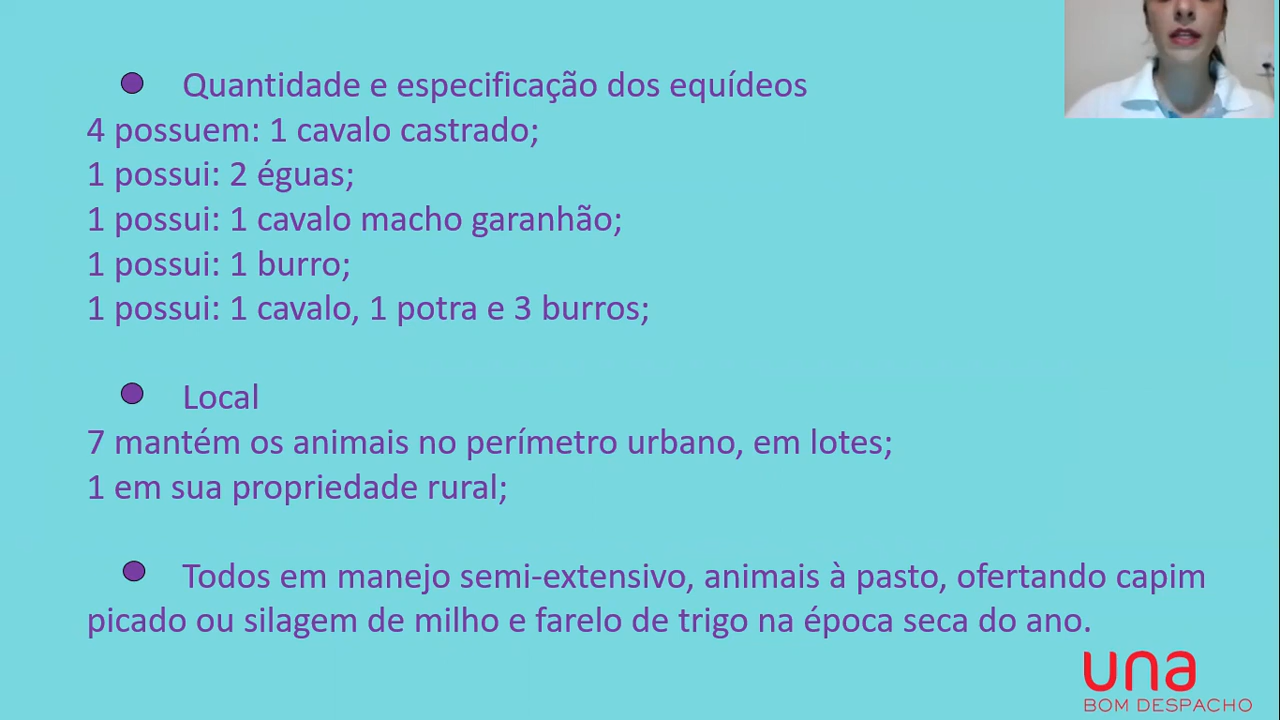 Quantidade e especificação dos equídeos
4 possuem: 1 cavalo castrado;
1 possui: 2 éguas;
1 possui: 1 cavalo macho garanhão;
1 possui: 1 burro;
1 possui: 1 cavalo, 1 potra e 3 burros;
Local
7 mantém os animais no perímetro urbano, em lotes;
1 em sua propriedade rural;
Todos em manejo semi-extensivo, animais à pasto, ofertando capim
picado ou silagem de milho e farelo de trigo na época seca do ano.
una
BOM DESPACHO